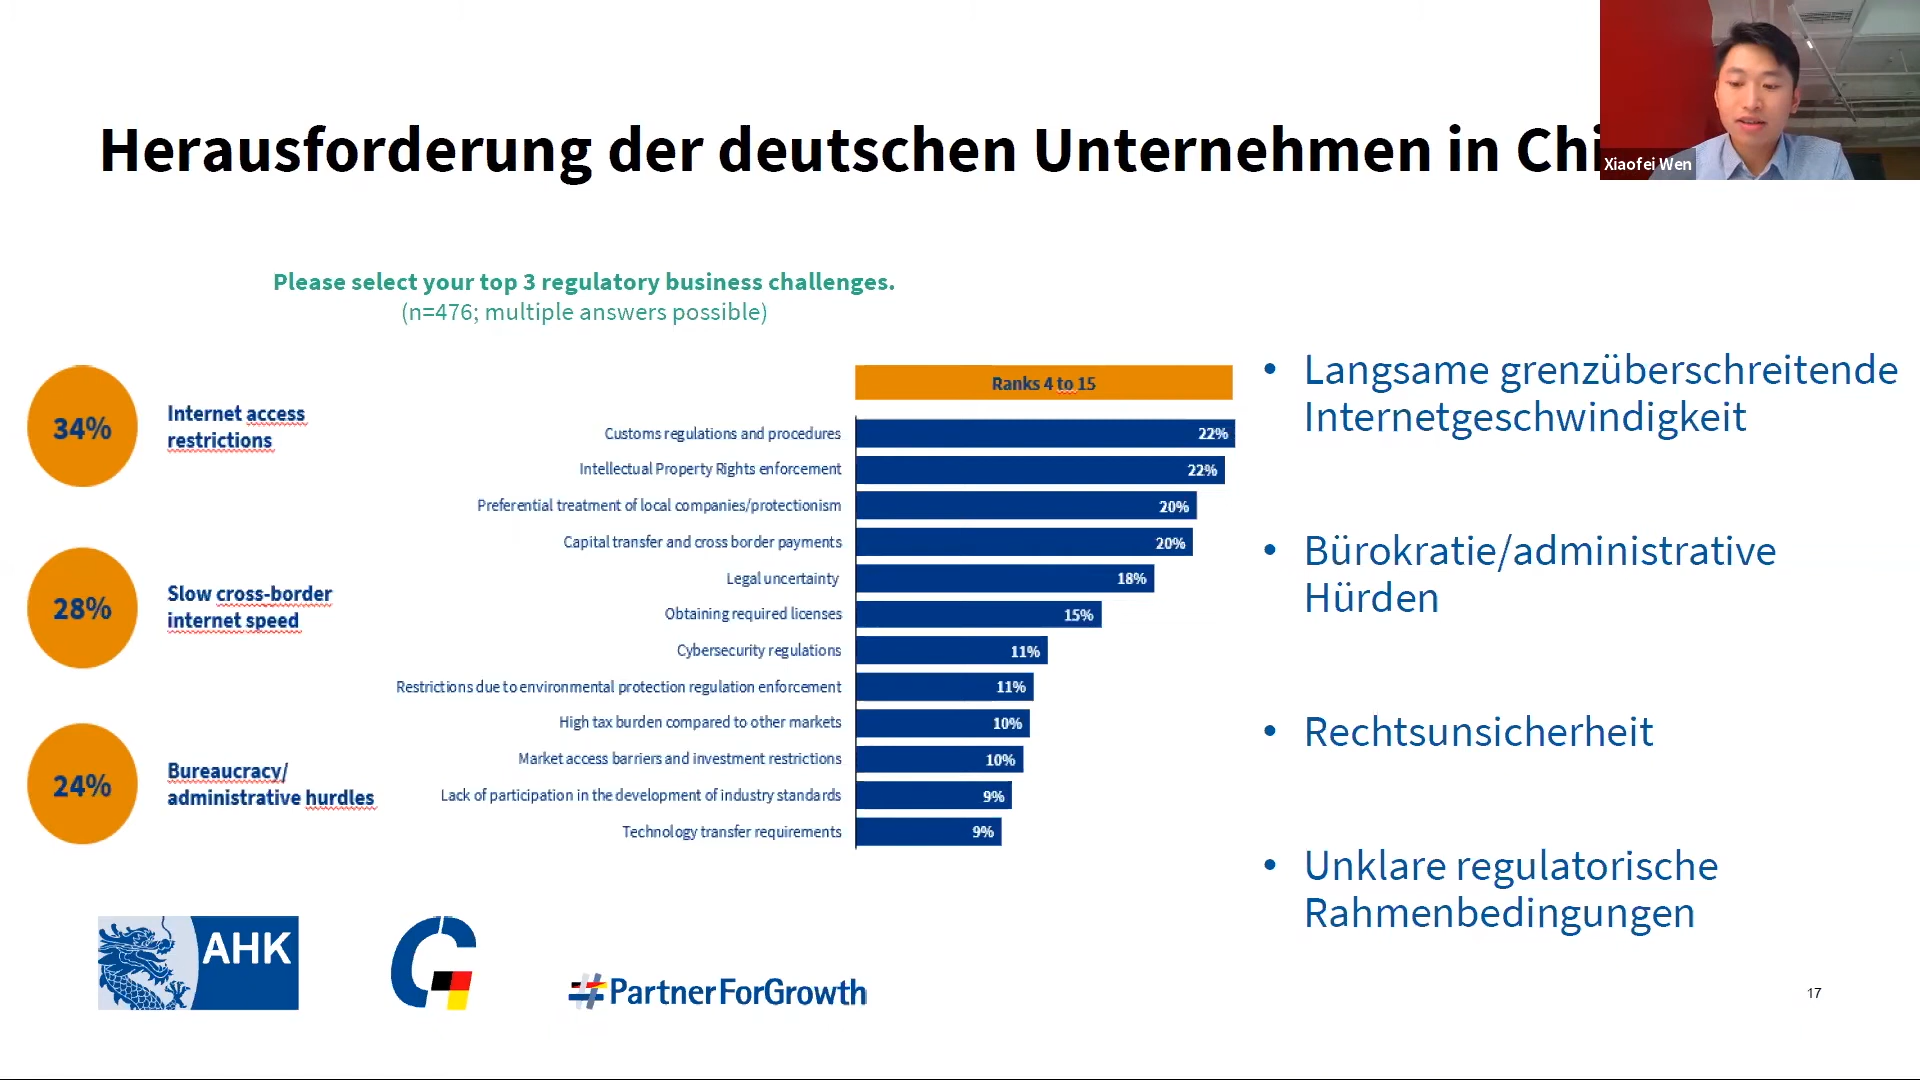 Herausforderung der deutschen Unternehmen in Chi
Xiaofei Wen
Please select your top 3 regulatory business challenges.
(n=476; multiple answers possible)
34%
Internet access
restrictions
28%
Slow cross-border
internet speed
24%
Bureaucracy/
administrative hurdles
Ranks 4 to 15
Customs regulations and procedures 22%
Intellectual Property Rights enforcement 22%
Preferential treatment of local companies/protectionism 20%
Capital transfer and cross border payments 20%
Legal uncertainty 18%
Obtaining required licenses 15%
Cybersecurity regulations 11%
Restrictions due to environmental protection regulation enforcement 11%
High tax burden compared to other markets 10%
Market access barriers and investment restrictions 10%
Lack of participation in the development of industry standards 9%
Technology transfer requirements 9%
• Langsame grenzüberschreitende
Internetgeschwindigkeit
• Bürokratie/administrative
Hürden
• Rechtsunsicherheit
• Unklare regulatorische
Rahmenbedingungen
AHK
#PartnerForGrowth
17